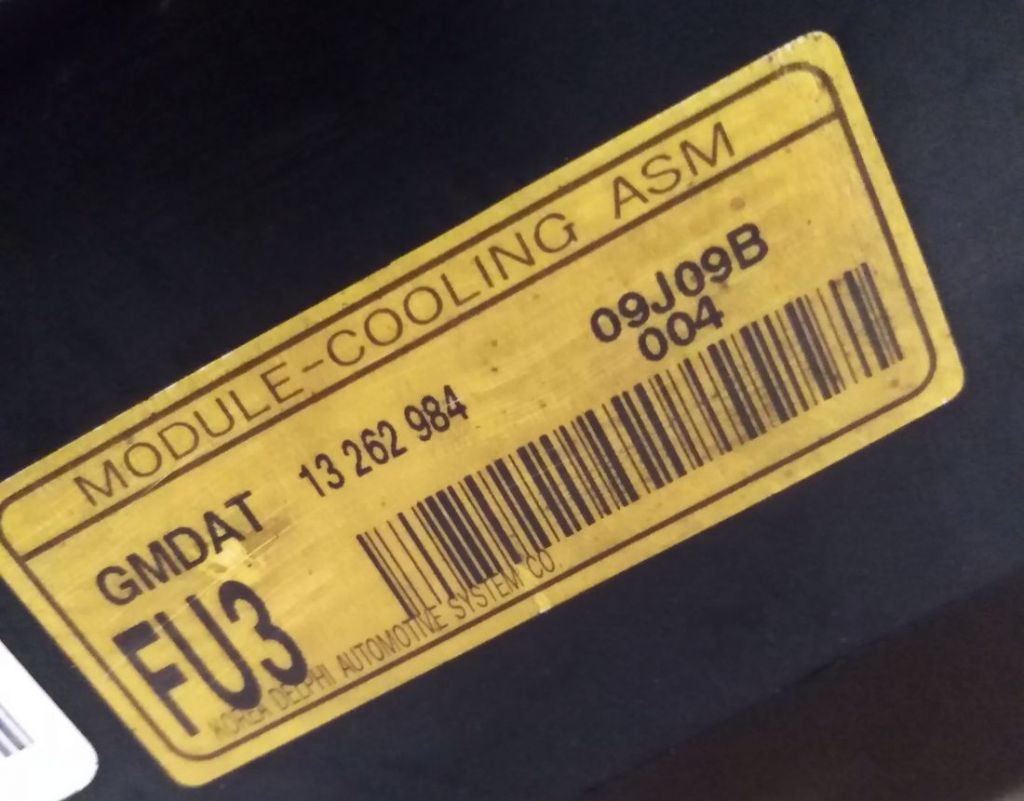 MODULE-COOLING ASM
GMDAT 13 262 984 09J09B
004
FU3
KOREA DELPHI AUTOMOTIVE SYSTEM CO.